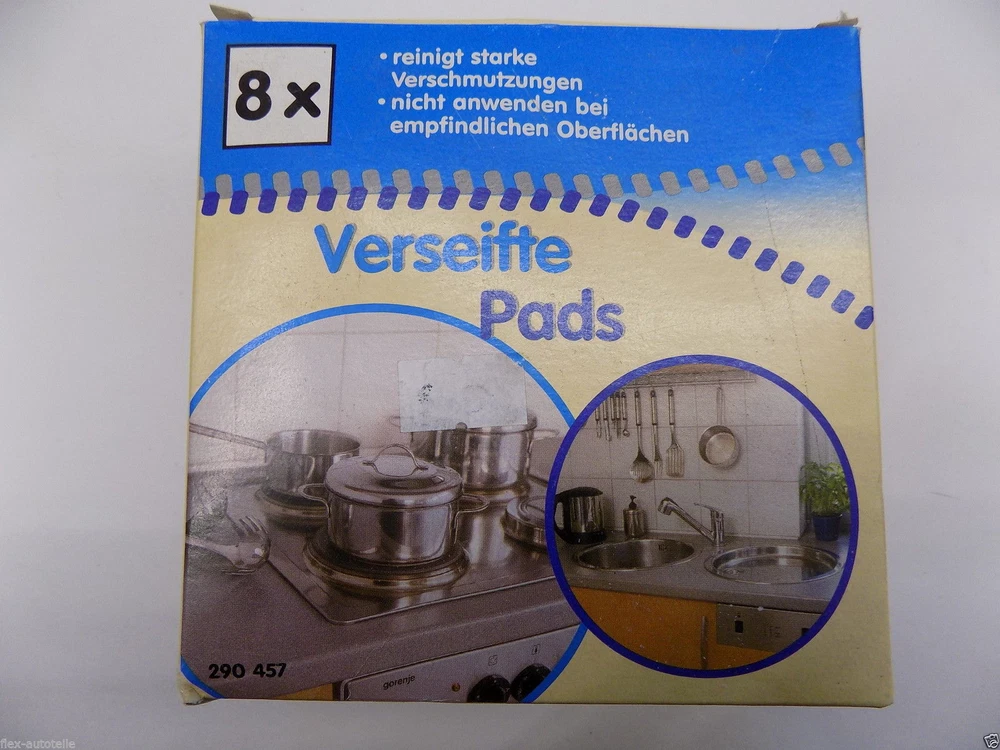 8 x
• reinigt starke
Verschmutzungen
• nicht anwenden bei
empfindlichen Oberflächen
Verseifte
Pads
290 457
gorenje
flex-autoteile